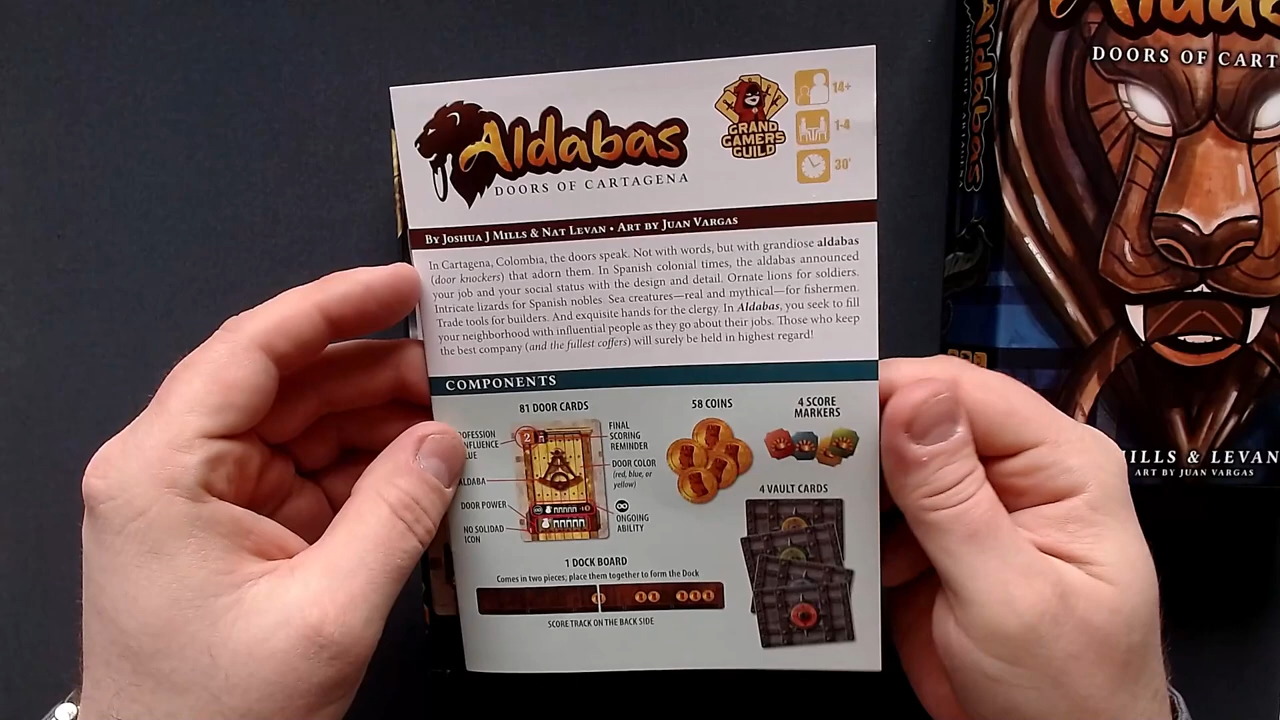 Aldabas
DOORS OF CARTAGENA
GRAND
GAMERS
GUILD
14+
1-4
30'
BY JOSHUA J MILLS & NAT LEVAN • ART BY JUAN VARGAS
In Cartagena, Colombia, the doors speak. Not with words, but with grandiose aldabas
(door knockers) that adorn them. In Spanish colonial times, the aldabas announced
your job and your social status with the design and detail. Ornate lions for soldiers.
Intricate lizards for Spanish nobles. Sea creatures—real and mythical—for fishermen.
Trade tools for builders. And exquisite hands for the clergy. In Aldabas, you seek to fill
your neighborhood with influential people as they go about their jobs. Those who keep
the best company (and the fullest coffers) will surely be held in highest regard!
COMPONENTS
81 DOOR CARDS
OFESSION
NFLUENCE
LUE
ALDABA
DOOR POWER
NO SOLIDAD
ICON
2
FINAL
SCORING
REMINDER
DOOR COLOR
(red, blue, or
yellow)
ONGOING
ABILITY
58 COINS
4 SCORE
MARKERS
4 VAULT CARDS
1 DOCK BOARD
Comes in two pieces; place them together to form the Dock
SCORE TRACK ON THE BACK SIDE
Aldabas
DOORS OF CARTAGENA
Aldaba
DOORS OF CART
MILLS & LEVAN
ART BY JUAN VARGAS